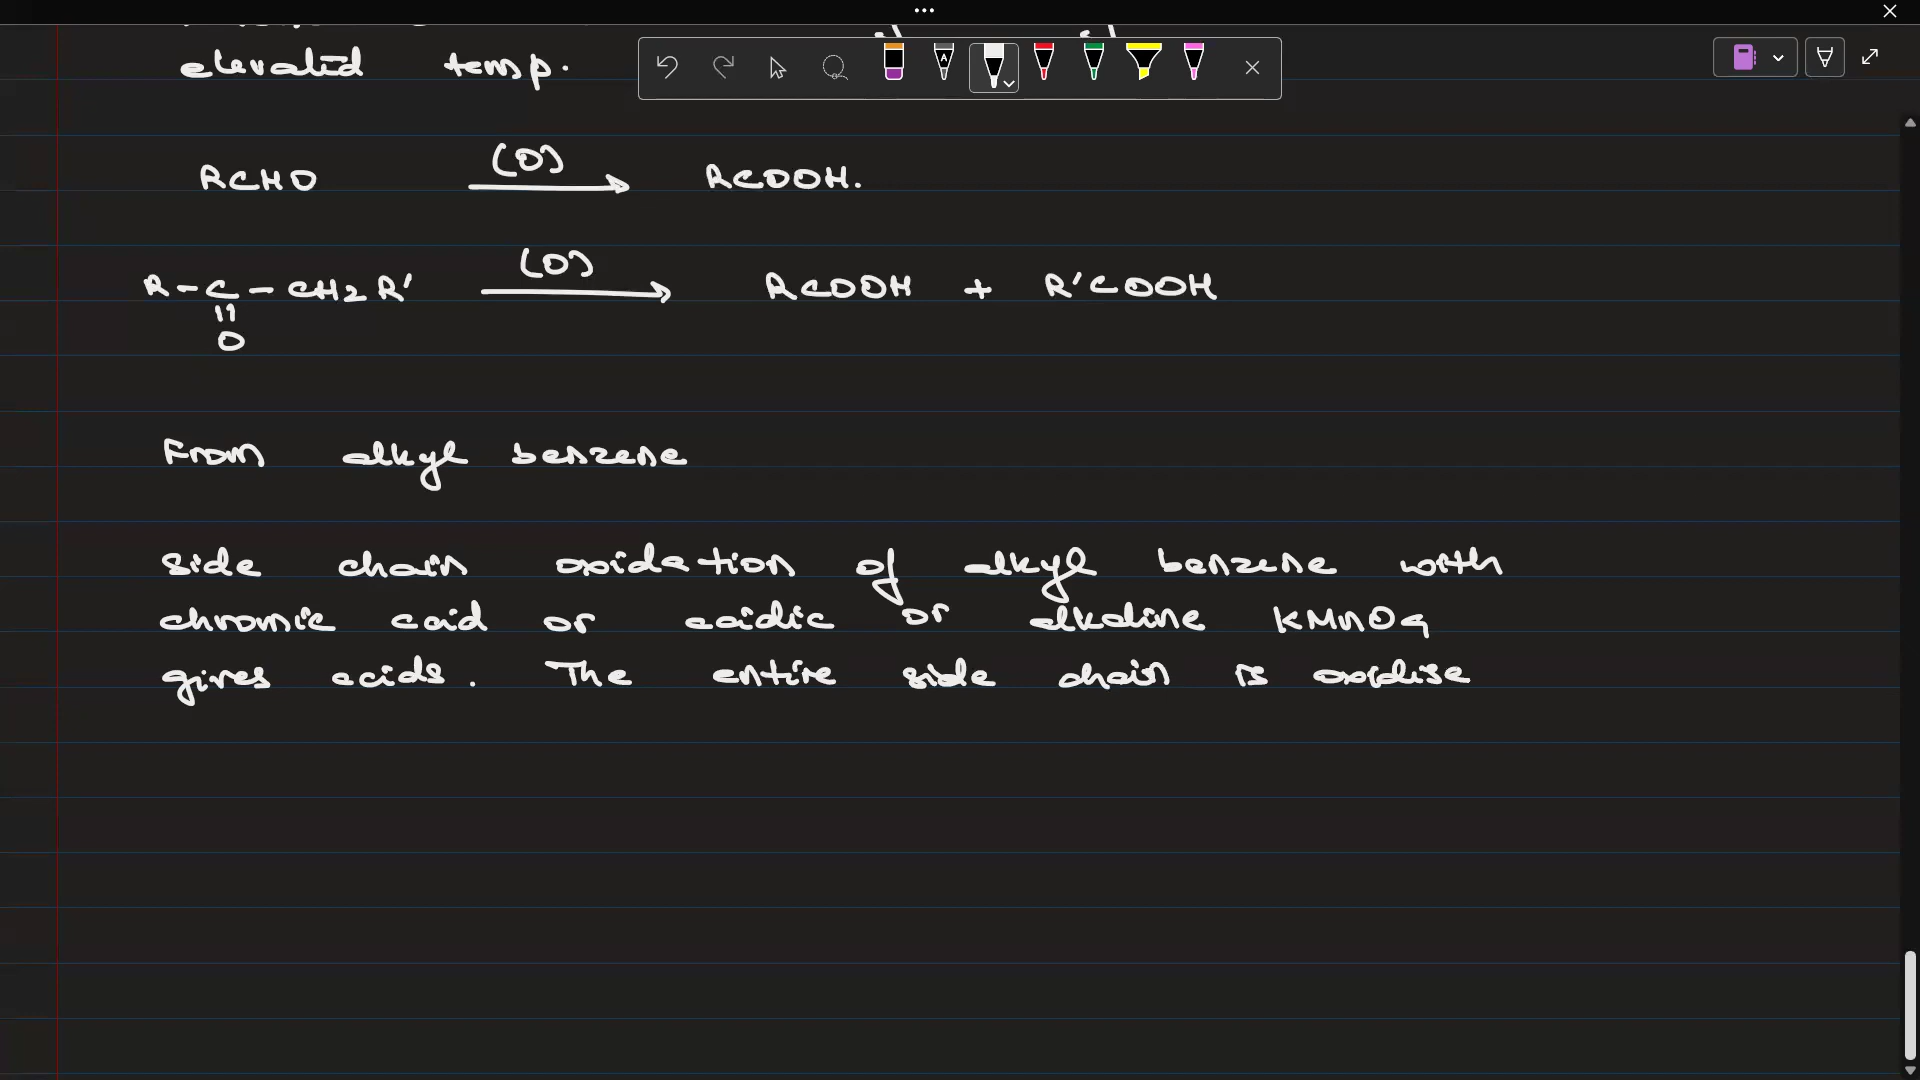 elevated temp.
RCHO (O) RCOOH.
R-C-CH2R' (O) RCOOH + R'COOH
O
From alkyl benzene
side chain oxidation of alkyl benzene with
chromic acid or acidic or alkaline KMnO4
gives acids. The entire side chain is oxidise